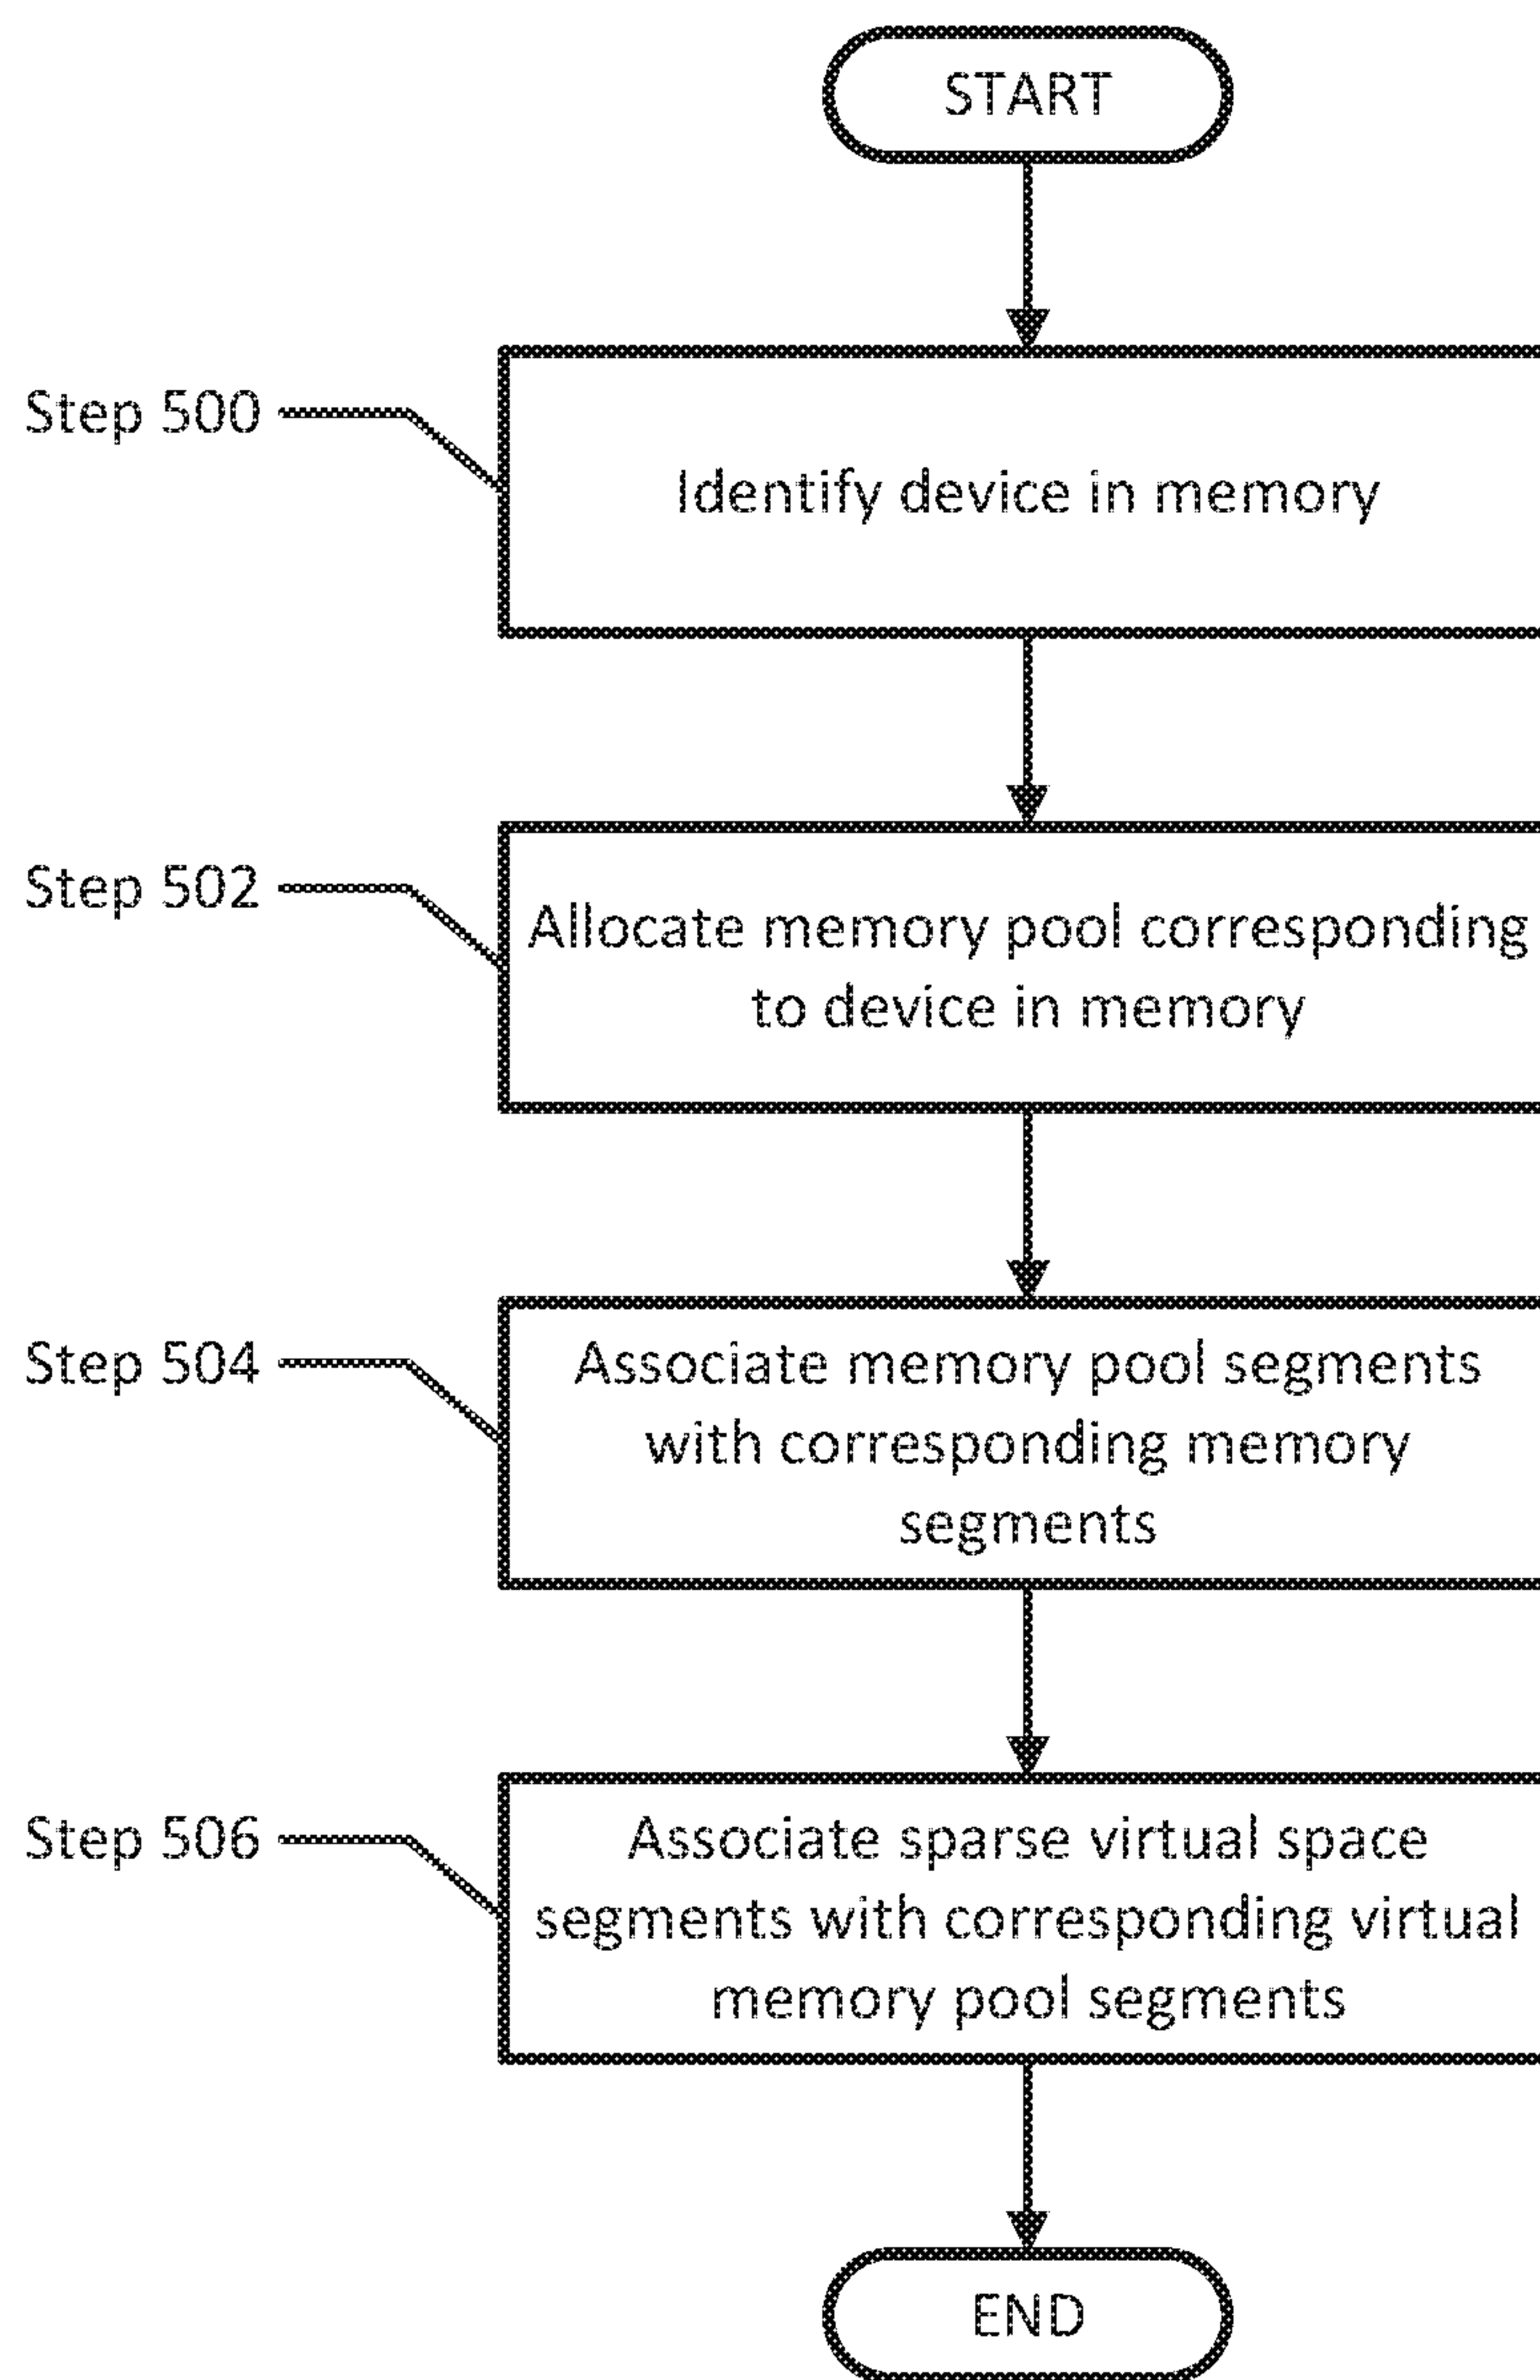 START
Step 500
Identify device in memory
Step 502
Allocate memory pool corresponding
to device in memory
Step 504
Associate memory pool segments
with corresponding memory
segments
Step 506
Associate sparse virtual space
segments with corresponding virtual
memory pool segments
END